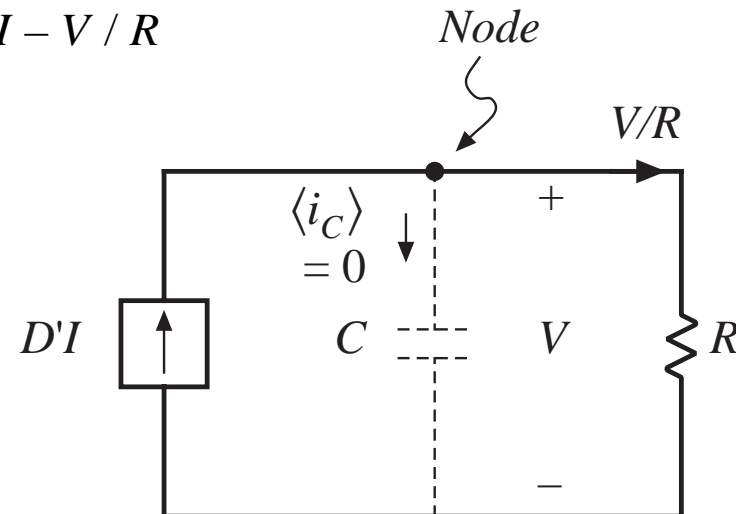 I – V / R
Node
V/R
⟨i_C⟩
= 0
+
D'I
C
V
R
–